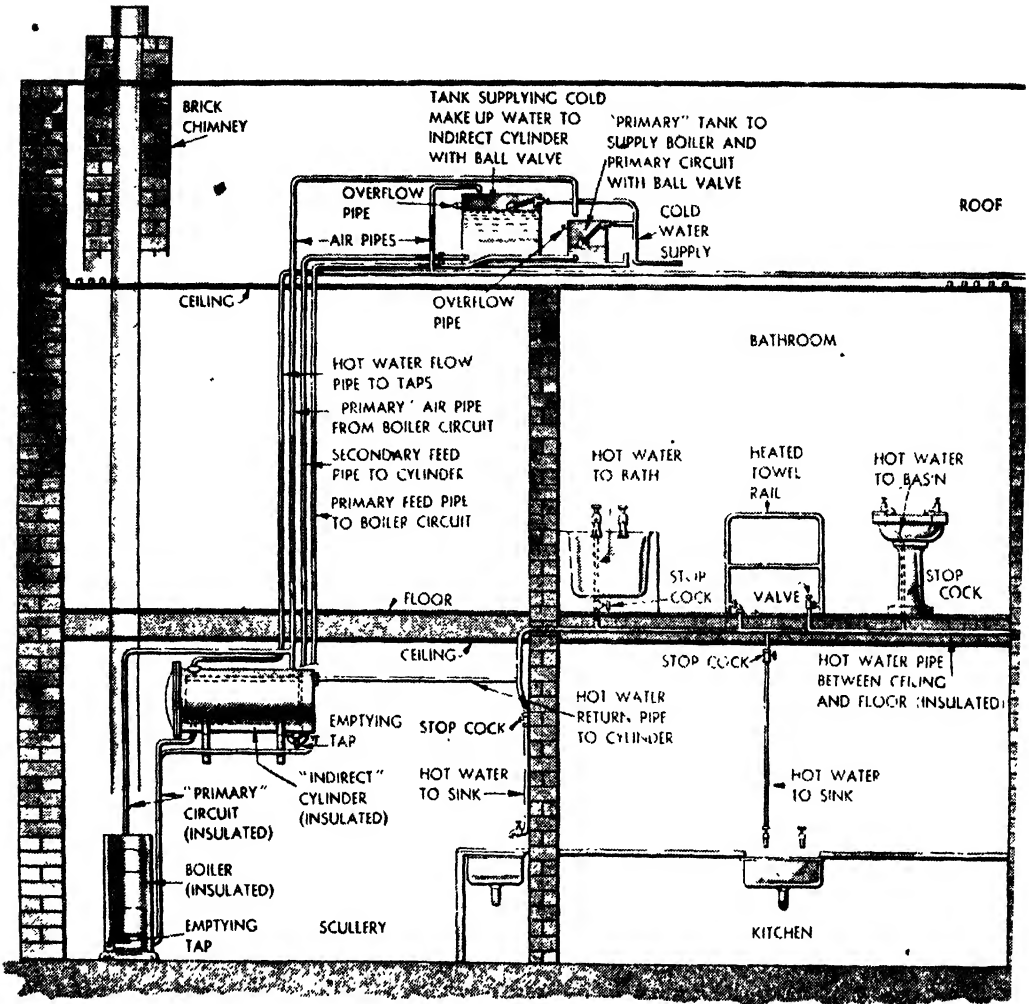 BRICK
CHIMNEY
TANK SUPPLYING COLD
MAKE UP WATER TO
INDIRECT CYLINDER
WITH BALL VALVE
"PRIMARY" TANK TO
SUPPLY BOILER AND
PRIMARY CIRCUIT
WITH BALL VALVE
OVERFLOW
PIPE
AIR PIPES
COLD
WATER
SUPPLY
ROOF
CEILING
OVERFLOW
PIPE
BATHROOM
HOT WATER FLOW
PIPE TO TAPS
PRIMARY' AIR PIPE
FROM BOILER CIRCUIT
SECONDARY FEED
PIPE TO CYLINDER
PRIMARY FEED PIPE
TO BOILER CIRCUIT
HOT WATER
TO BATH
HEATED
TOWEL
RAIL
HOT WATER
TO BASIN
STOP
COCK
VALVE
STOP
COCK
FLOOR
CEILING
STOP COCK
HOT WATER PIPE
BETWEEN CEILING
AND FLOOR (INSULATED)
EMPTYING
TAP
STOP COCK
HOT WATER
RETURN PIPE
TO CYLINDER
"PRIMARY"
CIRCUIT
(INSULATED)
"INDIRECT"
CYLINDER
(INSULATED)
HOT WATER
TO SINK
HOT WATER
TO SINK
BOILER
(INSULATED)
EMPTYING
TAP
SCULLERY
KITCHEN